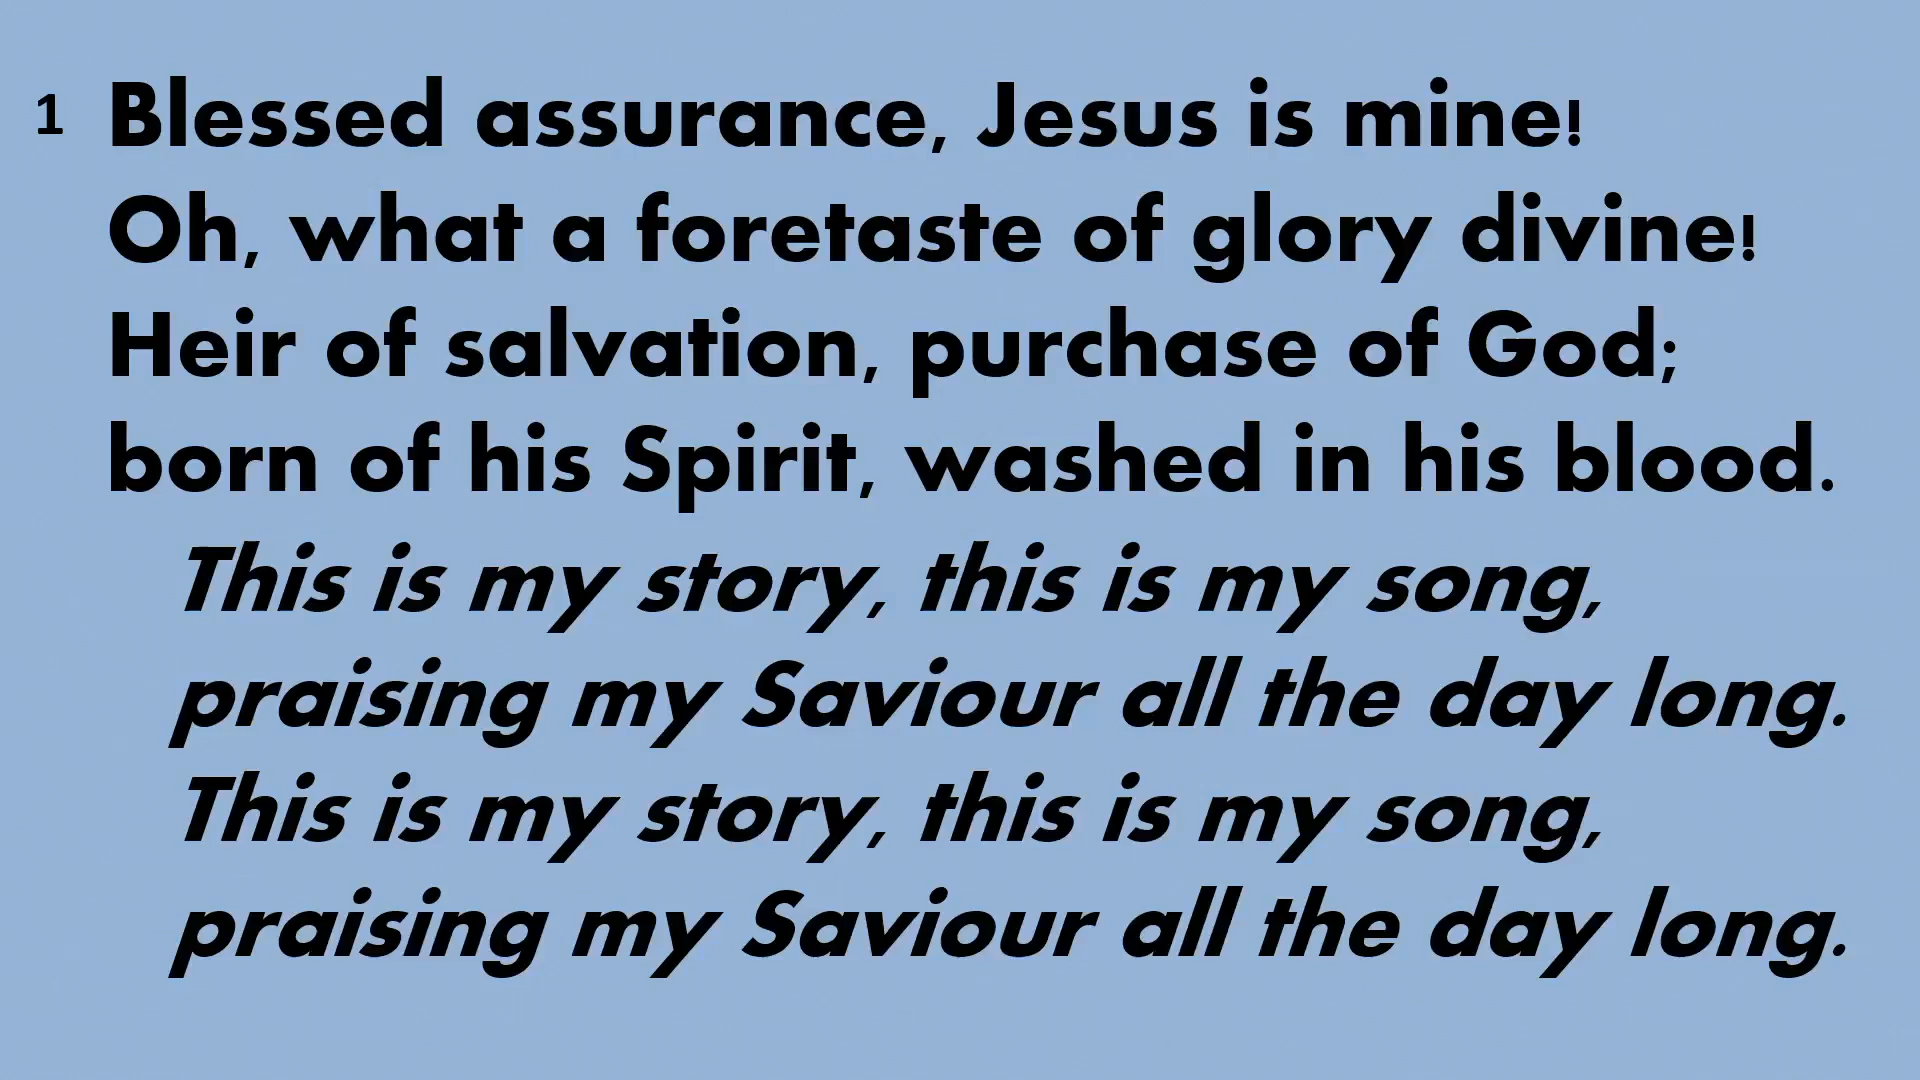 1 Blessed assurance, Jesus is mine!
Oh, what a foretaste of glory divine!
Heir of salvation, purchase of God;
born of his Spirit, washed in his blood.
This is my story, this is my song,
praising my Saviour all the day long.
This is my story, this is my song,
praising my Saviour all the day long.